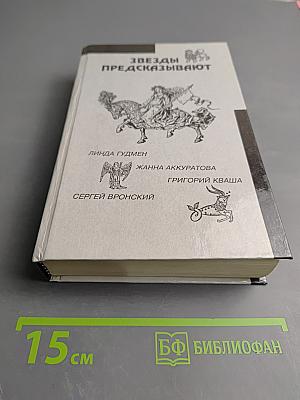 ЗВЕЗДЫ
ПРЕДСКАЗЫВАЮТ
ЛИНДА ГУДМЕН
ЖАННА АККУРАТОВА
ГРИГОРИЙ КВАША
СЕРГЕЙ ВРОНСКИЙ
15 см
БФ БИБЛИОФАН